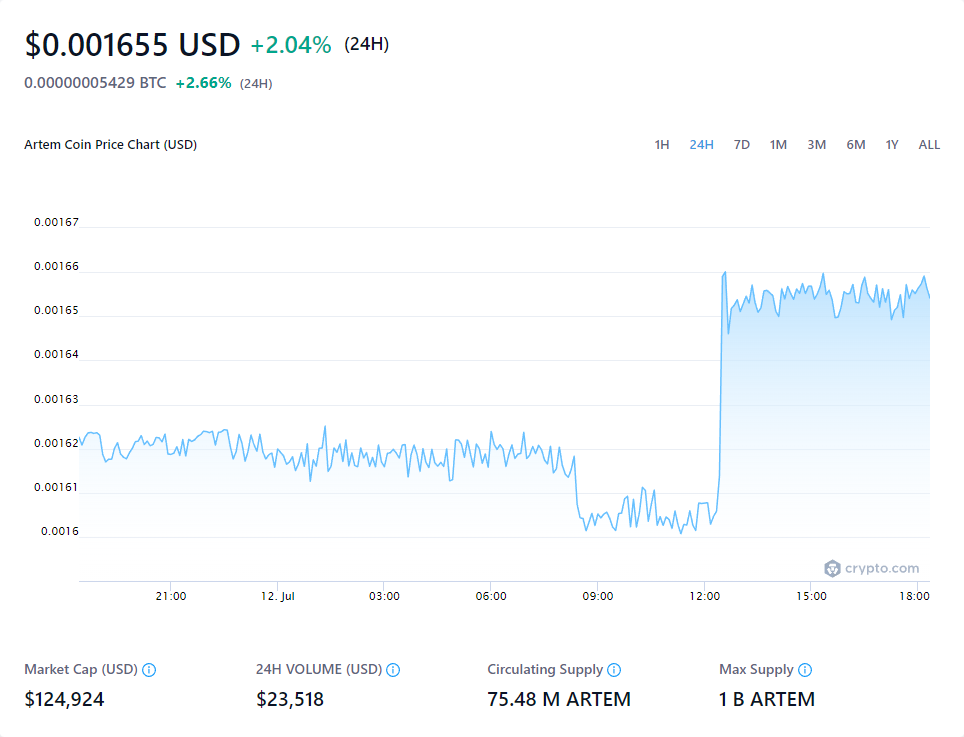 $0.001655 USD +2.04% (24H)
0.00000005429 BTC +2.66% (24H)
Artem Coin Price Chart (USD) 1H 24H 7D 1M 3M 6M 1Y ALL
0.00167
0.00166
0.00165
0.00164
0.00163
0.00162
0.00161
0.0016
crypto.com
21:00 12. Jul 03:00 06:00 09:00 12:00 15:00 18:00
Market Cap (USD) 24H VOLUME (USD) Circulating Supply Max Supply
$124,924 $23,518 75.48 M ARTEM 1 B ARTEM